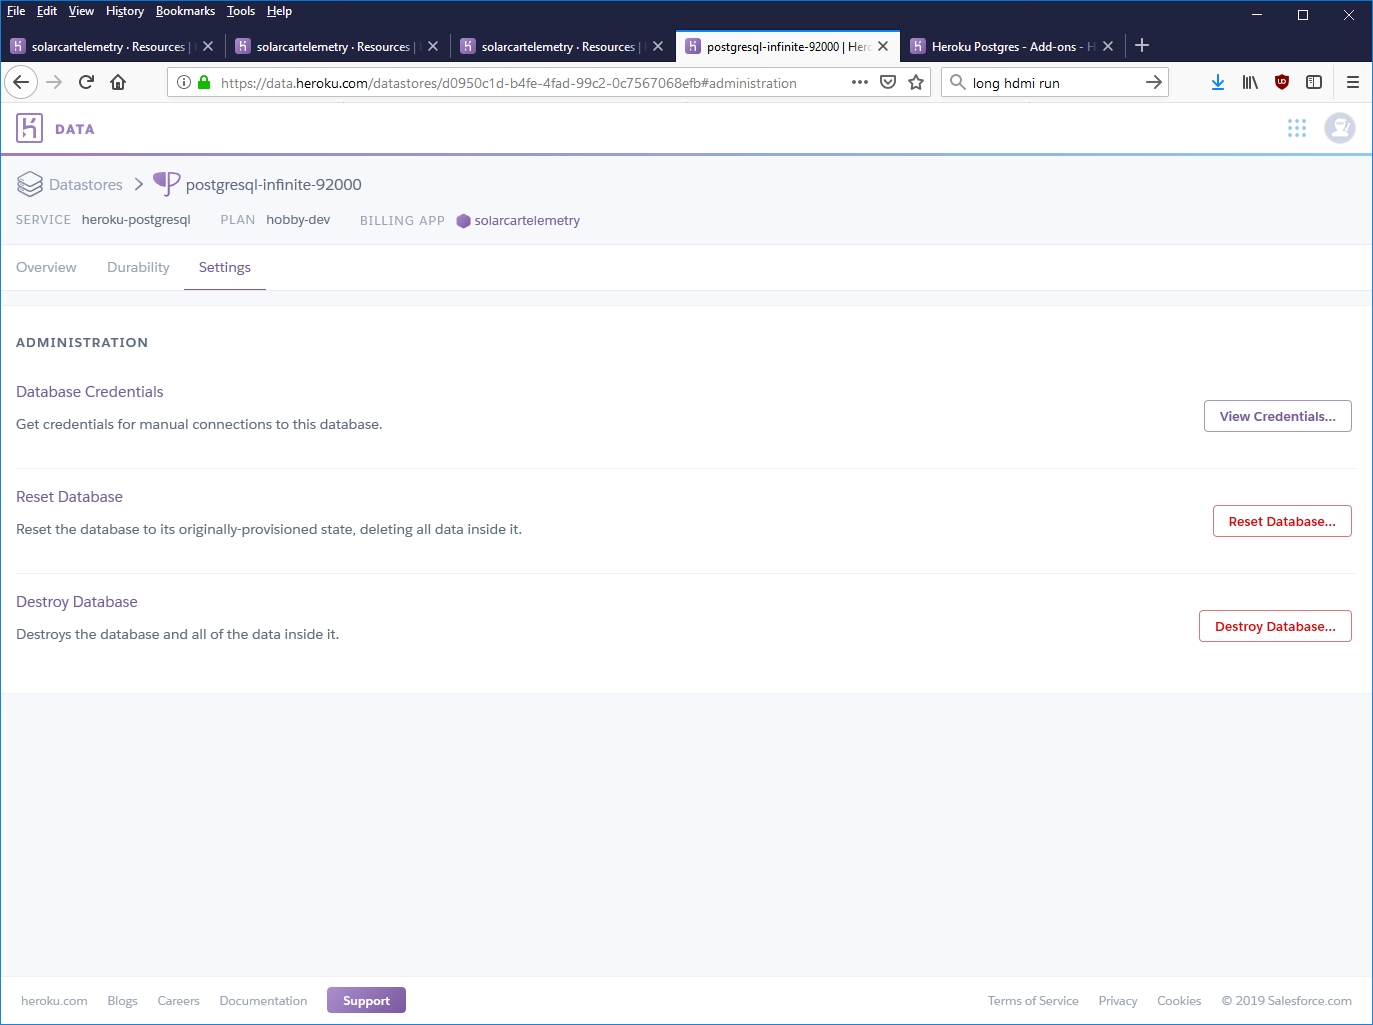 File Edit View History Bookmarks Tools Help
solarcartelemetry · Resources | solarcartelemetry · Resources | solarcartelemetry · Resources | postgresql-infinite-92000 | Hero Heroku Postgres - Add-ons - H
https://data.heroku.com/datastores/d0950c1d-b4fe-4fad-99c2-0c7567068efb#administration long hdmi run
DATA
Datastores postgresql-infinite-92000
SERVICE heroku-postgresql PLAN hobby-dev BILLING APP solarcartelemetry
Overview Durability Settings
ADMINISTRATION
Database Credentials
Get credentials for manual connections to this database.
View Credentials...
Reset Database
Reset the database to its originally-provisioned state, deleting all data inside it.
Reset Database...
Destroy Database
Destroys the database and all of the data inside it.
Destroy Database...
heroku.com Blogs Careers Documentation Support Terms of Service Privacy Cookies © 2019 Salesforce.com